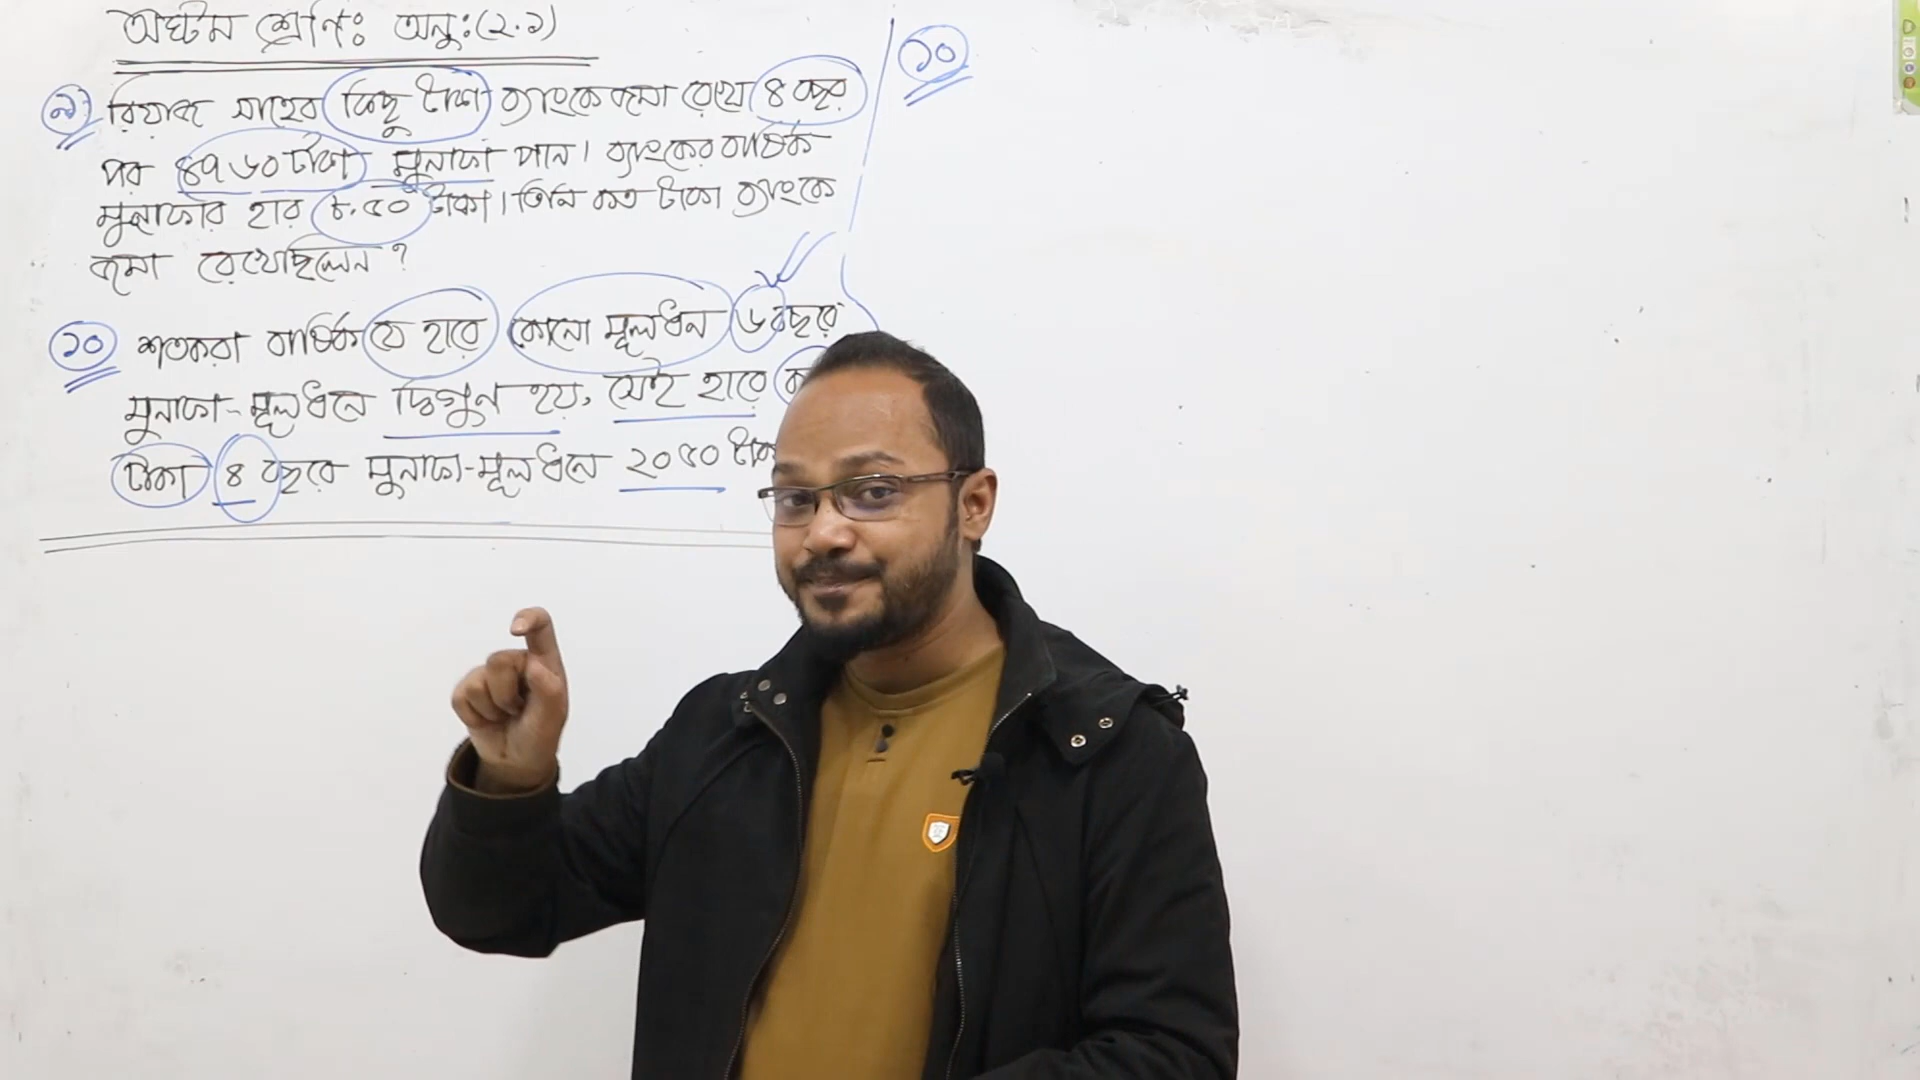 অষ্টম শ্রেণিঃ অনু:(২.১)
৯) রিয়াজ সাহেব কিছু টাকা ব্যাংকে জমা রেখে ৪ বছর
পর ৪৭৬০ টাকা মুনাফা পান। ব্যাংকের বার্ষিক
মুনাফার হার ৮.৫০ টাকা। তিনি কত টাকা ব্যাংকে
জমা রেখেছিলেন?
১০ শতকরা বার্ষিক যে হারে কোনো মূলধন ৬ বছরে
মুনাফা-মূলধনে দ্বিগুণ হয়, সেই হারে
টাকা ৪ বছরে মুনাফা-মূলধনে ২০৫০
১০